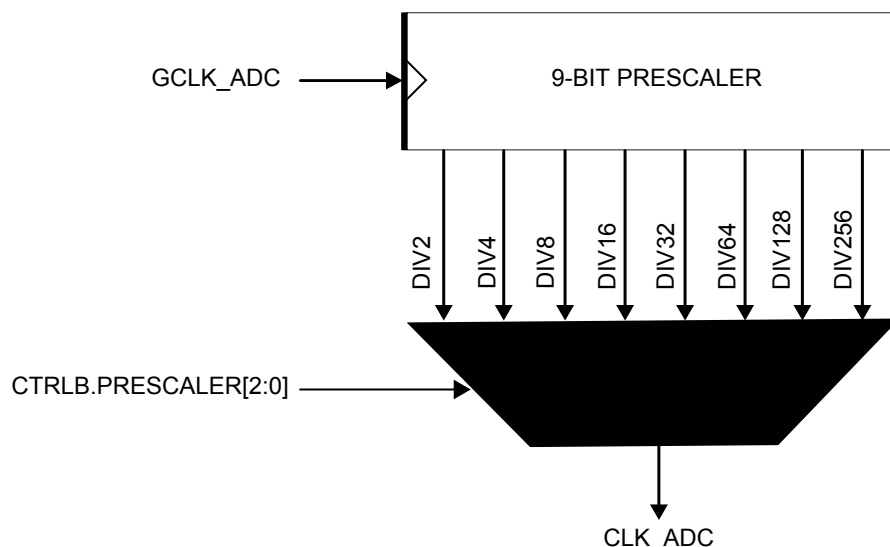 9-BIT PRESCALER
GCLK_ADC
DIV2
DIV4
DIV8
DIV16
DIV32
DIV64
DIV128
DIV256
CTRLB.PRESCALER[2:0]
CLK_ADC